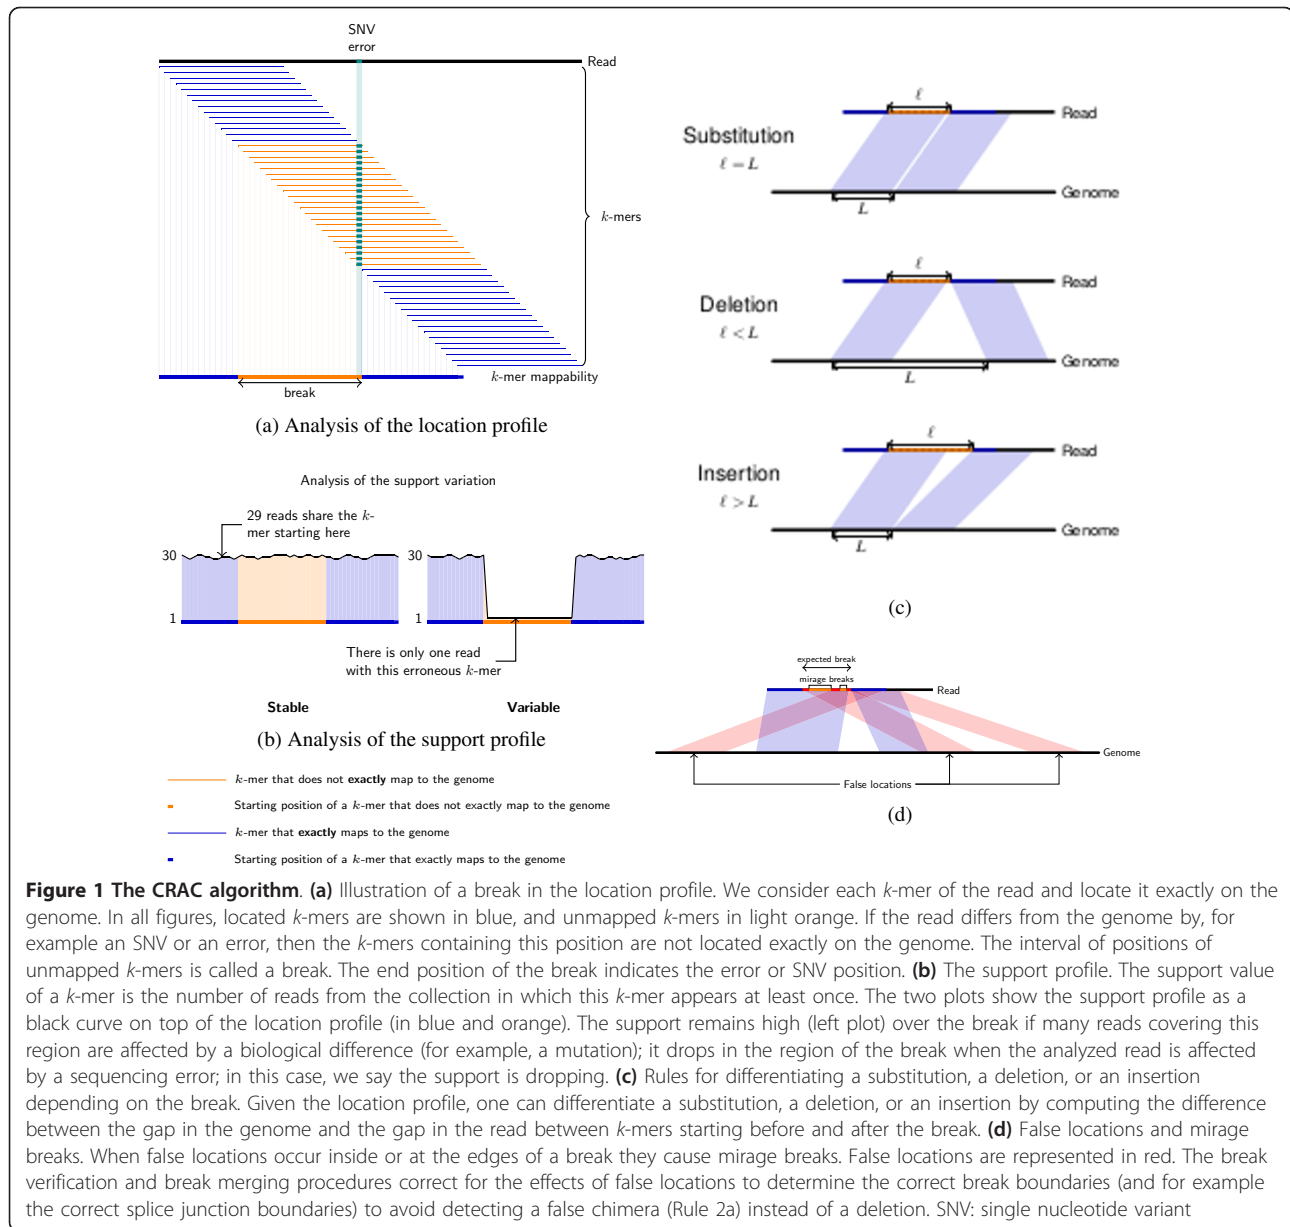 SNV
error
Read
k-mers
k-mer mappability
break
(a) Analysis of the location profile
Analysis of the support variation
29 reads share the k-
mer starting here
30
1
30
1
There is only one read
with this erroneous k-mer
Stable
Variable
(b) Analysis of the support profile
k-mer that does not exactly map to the genome
Starting position of a k-mer that does not exactly map to the genome
k-mer that exactly maps to the genome
Starting position of a k-mer that exactly maps to the genome
Substitution
ℓ = L
ℓ
Read
Genome
L
Deletion
ℓ < L
ℓ
Read
Genome
L
Insertion
ℓ > L
ℓ
Read
Genome
L
(c)
expected break
mirage breaks
Read
Genome
False locations
(d)
Figure 1 The CRAC algorithm. (a) Illustration of a break in the location profile. We consider each k-mer of the read and locate it exactly on the
genome. In all figures, located k-mers are shown in blue, and unmapped k-mers in light orange. If the read differs from the genome by, for
example an SNV or an error, then the k-mers containing this position are not located exactly on the genome. The interval of positions of
unmapped k-mers is called a break. The end position of the break indicates the error or SNV position. (b) The support profile. The support value
of a k-mer is the number of reads from the collection in which this k-mer appears at least once. The two plots show the support profile as a
black curve on top of the location profile (in blue and orange). The support remains high (left plot) over the break if many reads covering this
region are affected by a biological difference (for example, a mutation); it drops in the region of the break when the analyzed read is affected
by a sequencing error; in this case, we say the support is dropping. (c) Rules for differentiating a substitution, a deletion, or an insertion
depending on the break. Given the location profile, one can differentiate a substitution, a deletion, or an insertion by computing the difference
between the gap in the genome and the gap in the read between k-mers starting before and after the break. (d) False locations and mirage
breaks. When false locations occur inside or at the edges of a break they cause mirage breaks. False locations are represented in red. The break
verification and break merging procedures correct for the effects of false locations to determine the correct break boundaries (and for example
the correct splice junction boundaries) to avoid detecting a false chimera (Rule 2a) instead of a deletion. SNV: single nucleotide variant